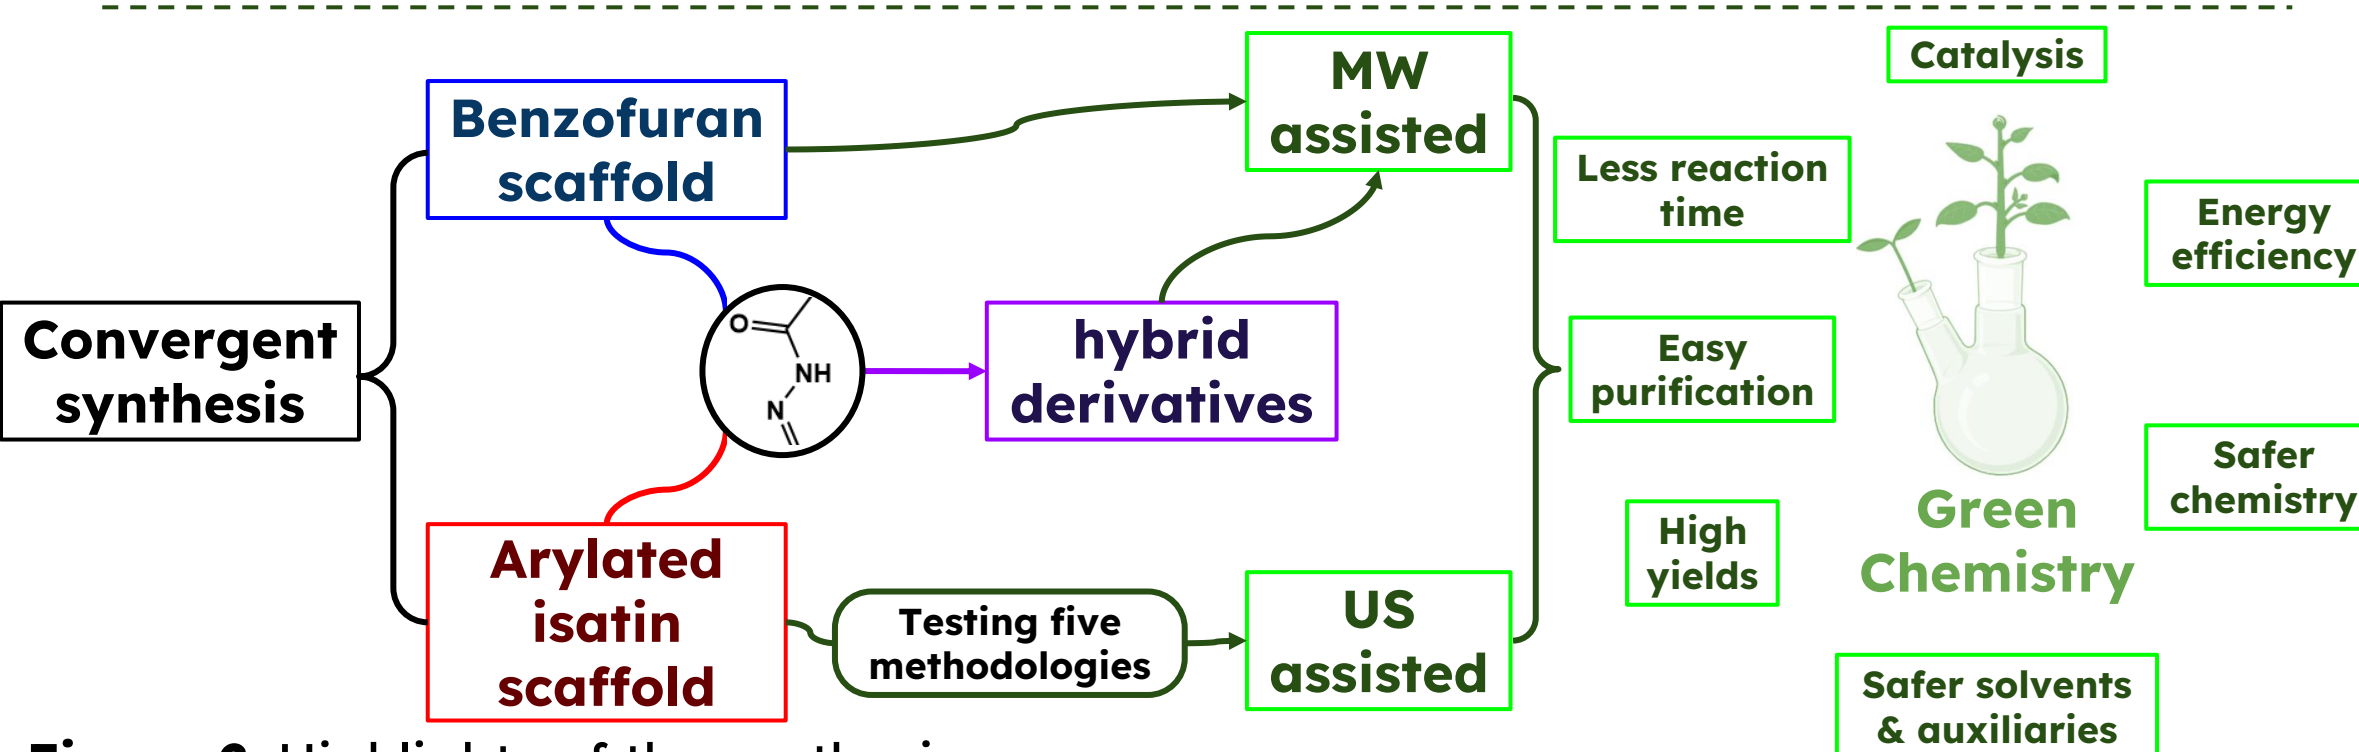 Convergent
synthesis
Benzofuran
scaffold
Arylated
isatin
scaffold
O
NH
N
hybrid
derivatives
Testing five
methodologies
MW
assisted
US
assisted
Less reaction
time
Easy
purification
High
yields
Catalysis
Energy
efficiency
Safer
chemistry
Green
Chemistry
Safer solvents
& auxiliaries